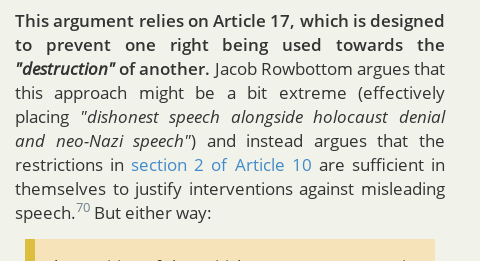 This argument relies on Article 17, which is designed
to prevent one right being used towards the
"destruction" of another. Jacob Rowbottom argues that
this approach might be a bit extreme (effectively
placing "dishonest speech alongside holocaust denial
and neo-Nazi speech") and instead argues that the
restrictions in section 2 of Article 10 are sufficient in
themselves to justify interventions against misleading
speech.70 But either way: